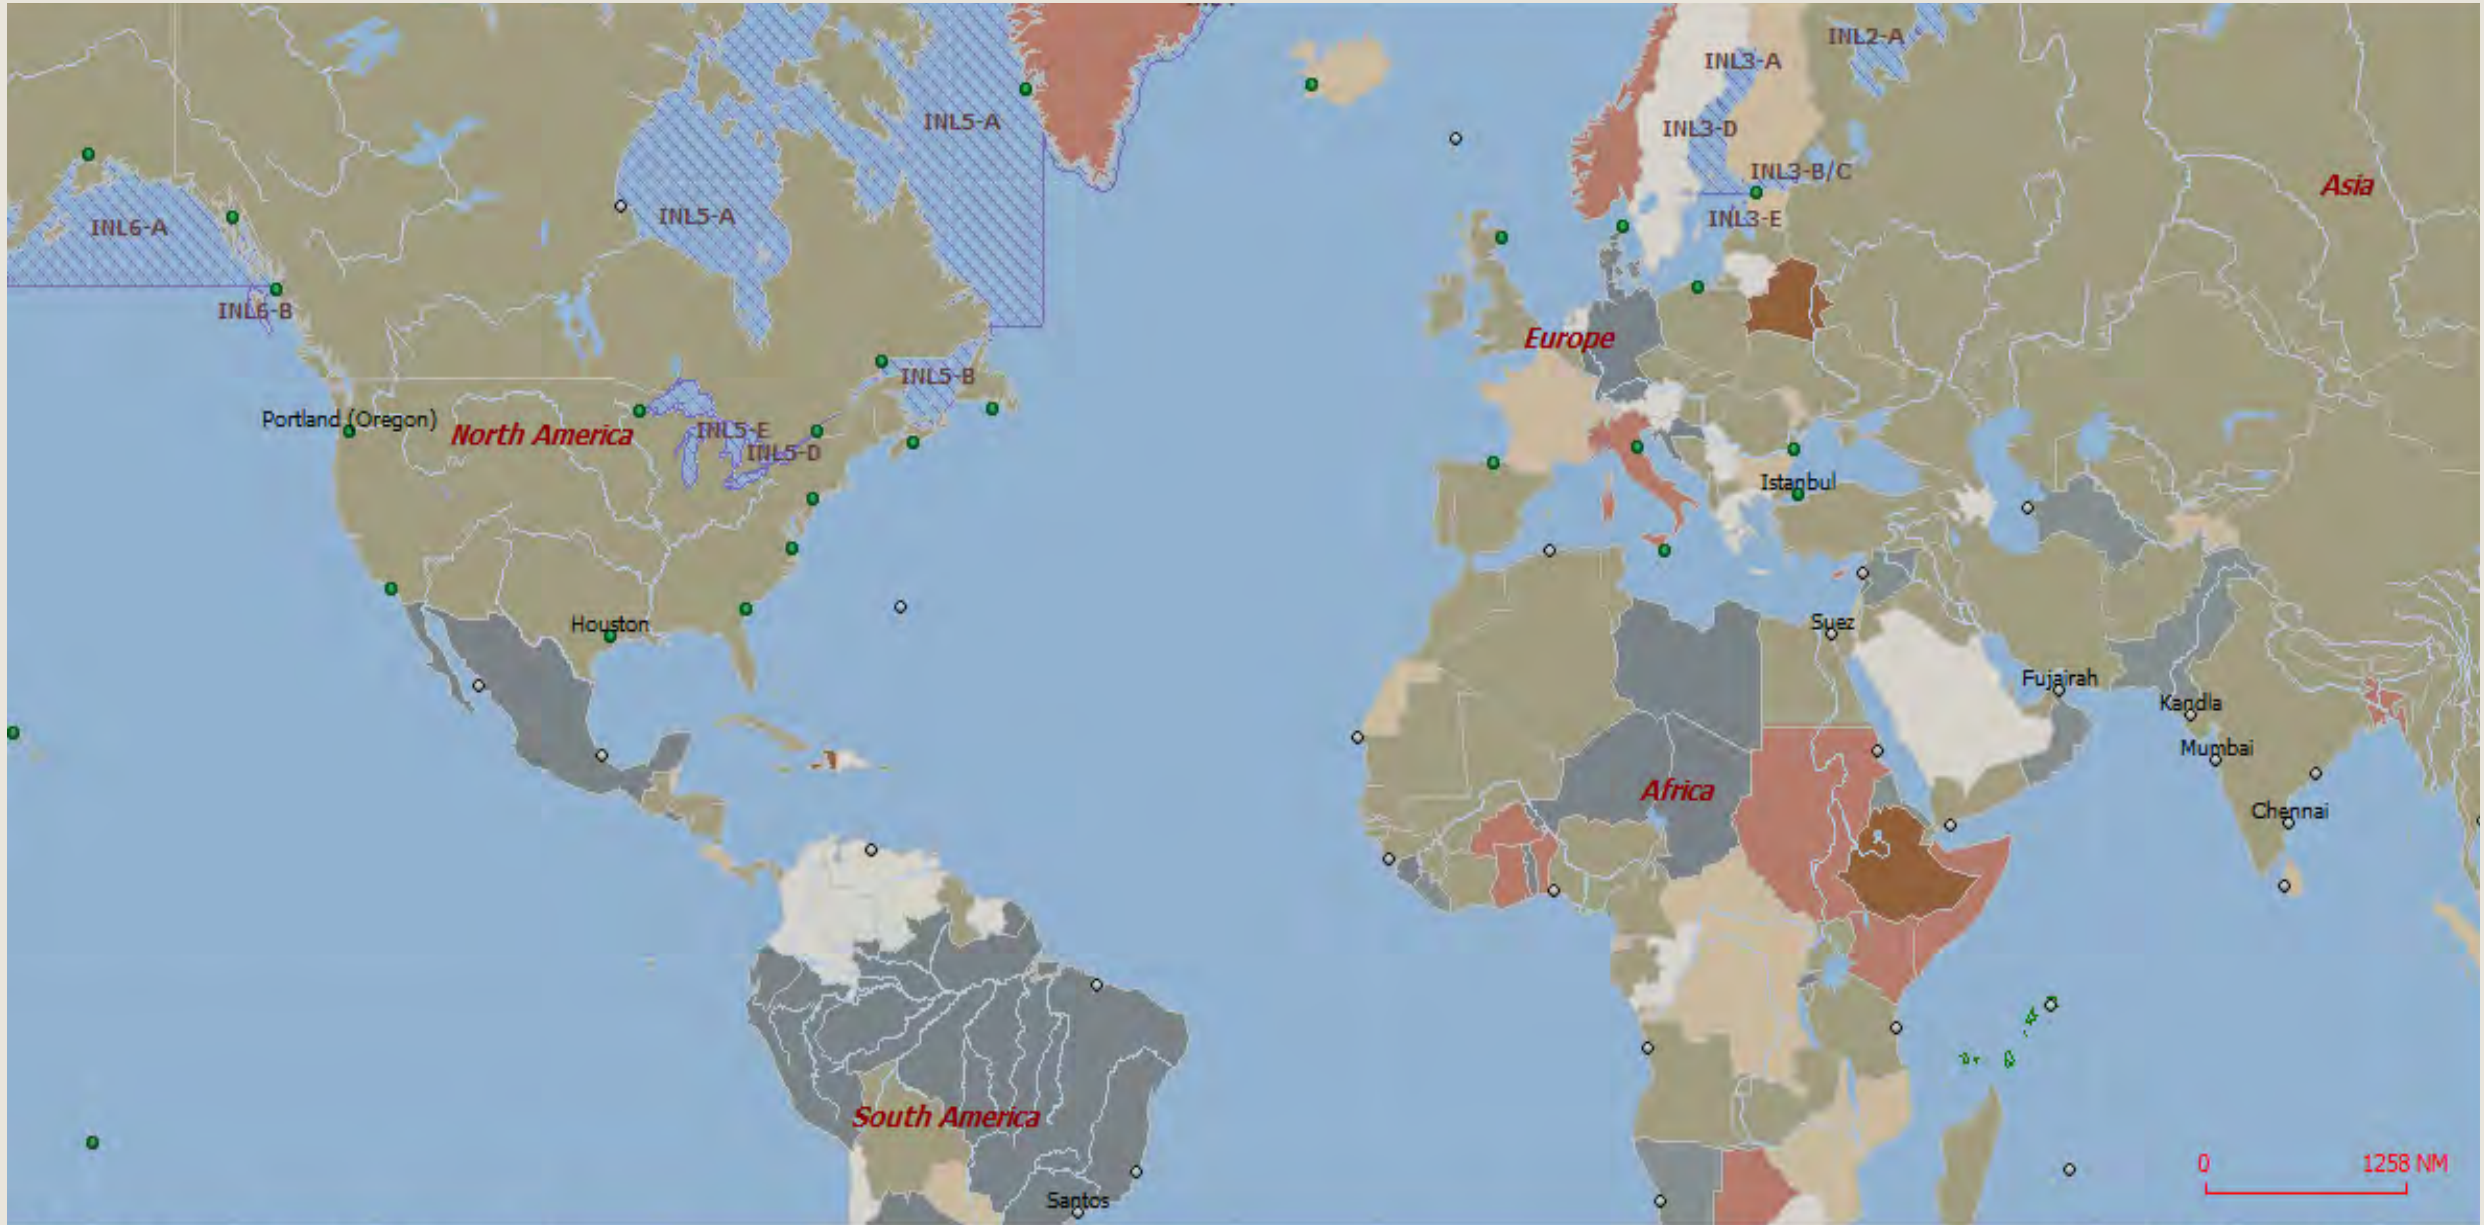 INL2-A
INL3-A
INL5-A
INL3-D
INL3-B/C
Asia
INL5-A
INL3-E
INL6-A
INL6-B
Europe
INL5-B
Portland (Oregon)
North America
INL5-E
INL5-D
Istanbul
Houston
Suez
Fujairah
Kandla
Mumbai
Africa
Chennai
South America
0 1258 NM
Santos